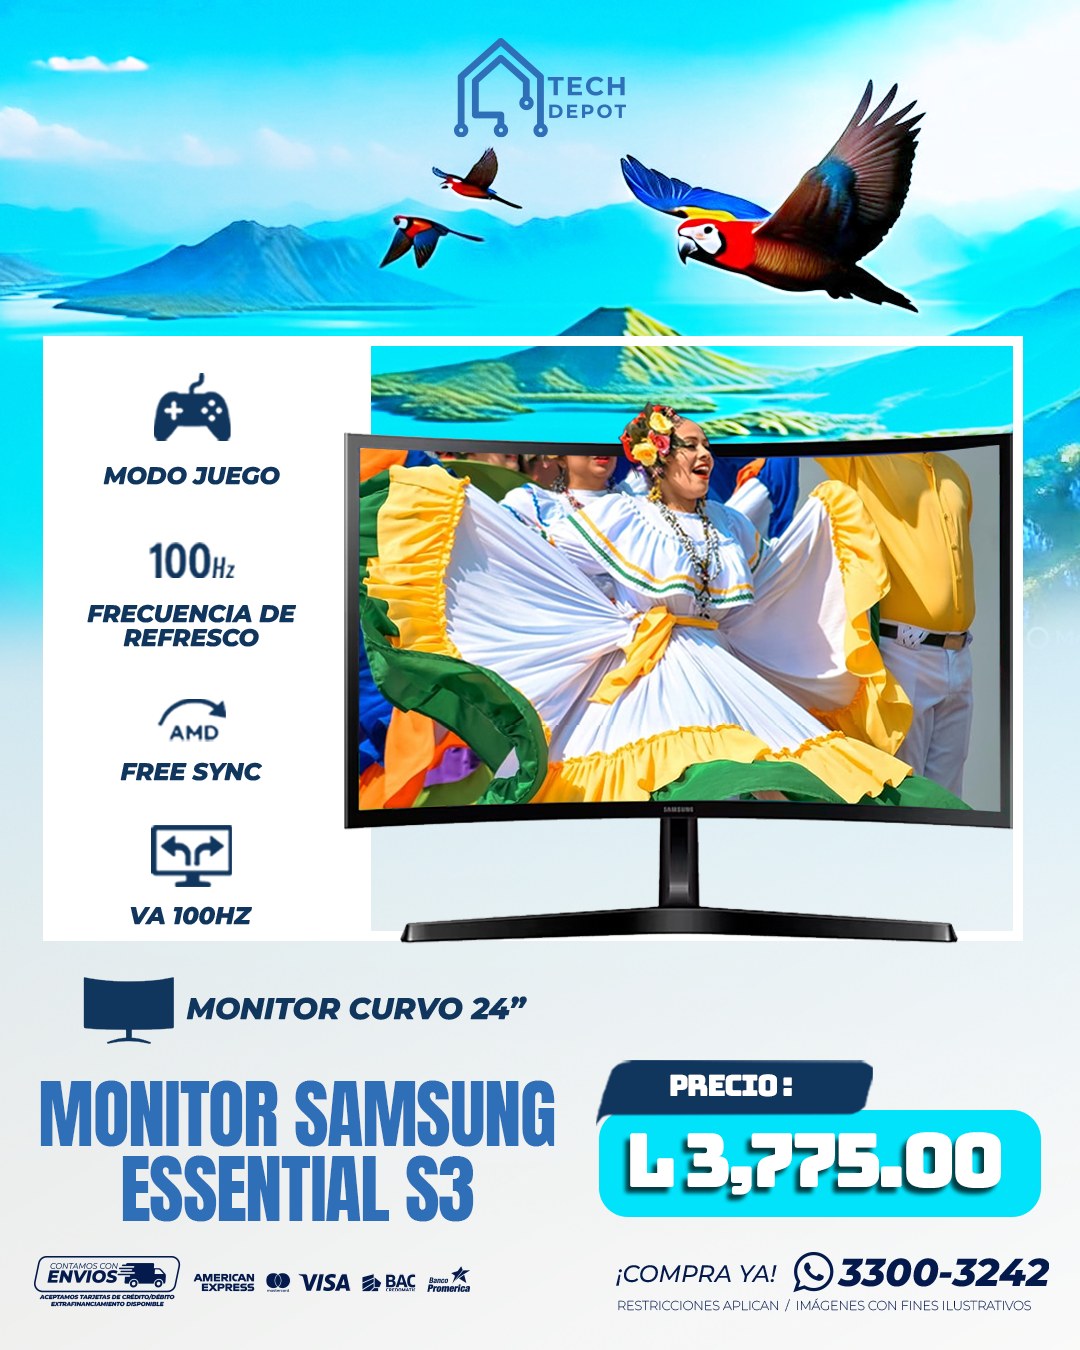 TECH
DEPOT
MODO JUEGO
100Hz
FRECUENCIA DE
REFRESCO
AMD
FREE SYNC
VA 100HZ
SAMSUNG
MONITOR CURVO 24”
MONITOR SAMSUNG
ESSENTIAL S3
PRECIO:
L 3,775.00
CONTAMOS CON
ENVIOS
ACEPTAMOS TARJETAS DE CRÉDITO/DÉBITO
EXTRAFINANCIAMIENTO DISPONIBLE
AMERICAN
EXPRESS
mastercard
VISA
BAC
CREDOMATIC
Banco
Promerica
¡COMPRA YA! 3300-3242
RESTRICCIONES APLICAN / IMÁGENES CON FINES ILUSTRATIVOS